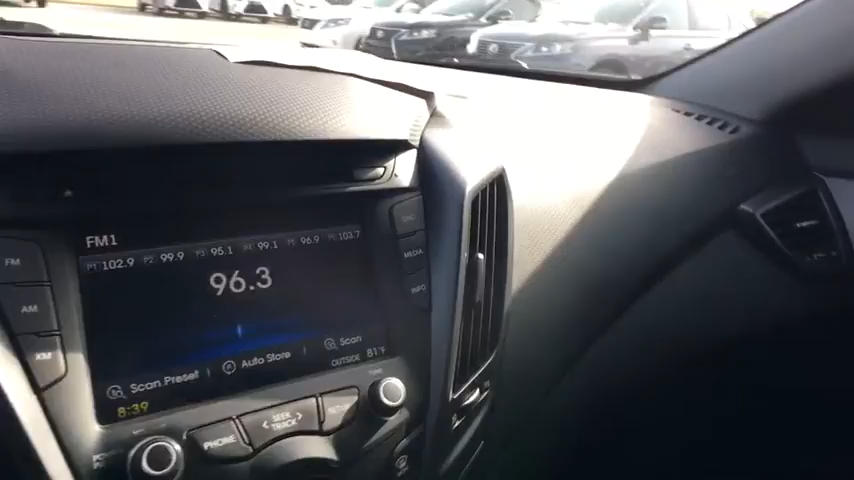 FM1
P1 102.9 P2 99.9 P3 95.1 P4 99.1 P5 96.9 P6 103.7
96.3
Scan Preset
Auto Store
Scan
8:39
OUTSIDE 81°F
FM
AM
XM
MEDIA
INFO
PHONE
SEEK
TRACK
SETUP
TUNE